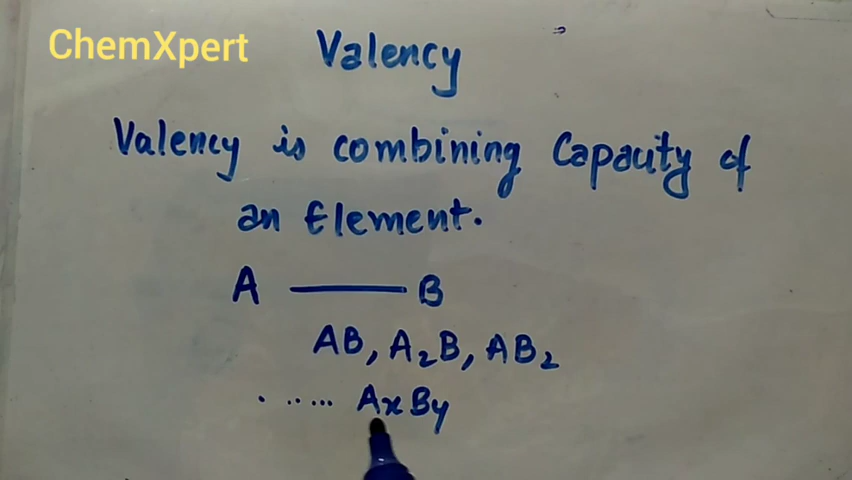 ChemXpert
Valency
Valency is combining Capacity of
an Element.
A —— B
AB, A₂B, AB₂
. ..... AxBy